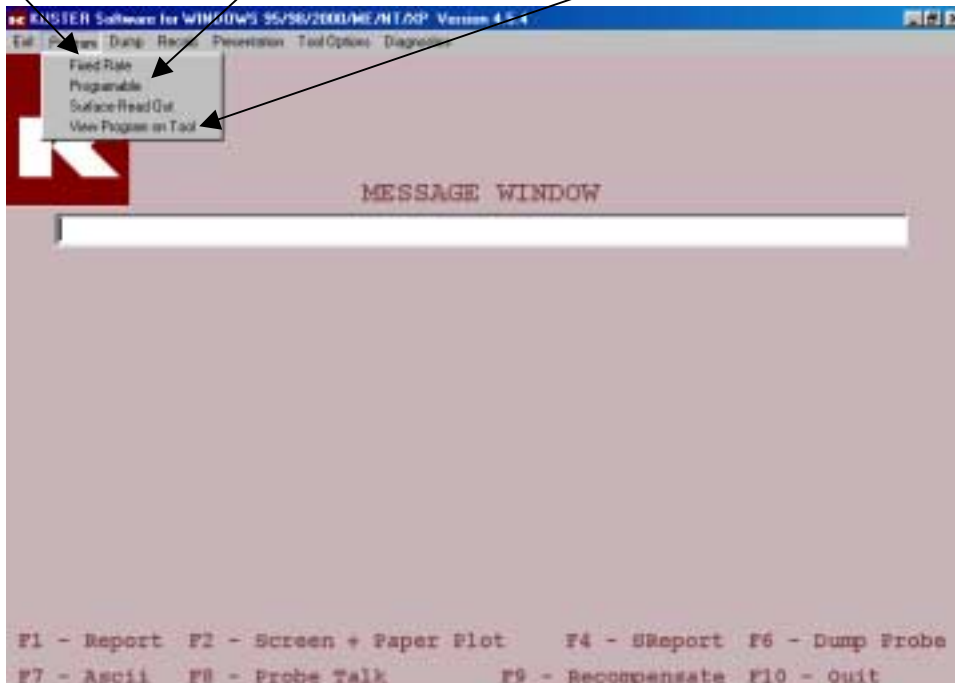 KUSTER Software for WINDOWS 95/98/2000/ME/NT/XP Version 4.5.4
Exit Program Dump Recalc Presentation Tool Options Diagnostics
Fixed Rate
Programable
Surface Read Out
View Program on Tool
K
MESSAGE WINDOW
F1 - Report F2 - Screen + Paper Plot F4 - SReport F6 - Dump Probe
F7 - Ascii F8 - Probe Talk F9 - Recompensate F10 - Quit